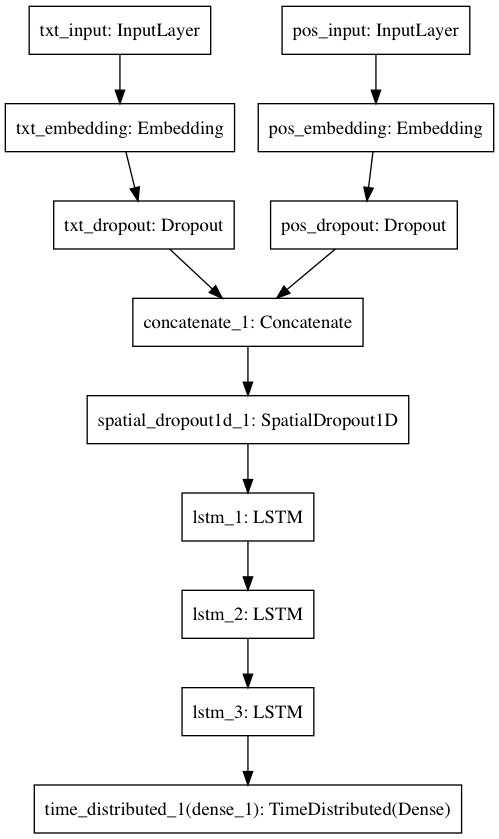 txt_input: InputLayer
pos_input: InputLayer
txt_embedding: Embedding
pos_embedding: Embedding
txt_dropout: Dropout
pos_dropout: Dropout
concatenate_1: Concatenate
spatial_dropout1d_1: SpatialDropout1D
lstm_1: LSTM
lstm_2: LSTM
lstm_3: LSTM
time_distributed_1(dense_1): TimeDistributed(Dense)